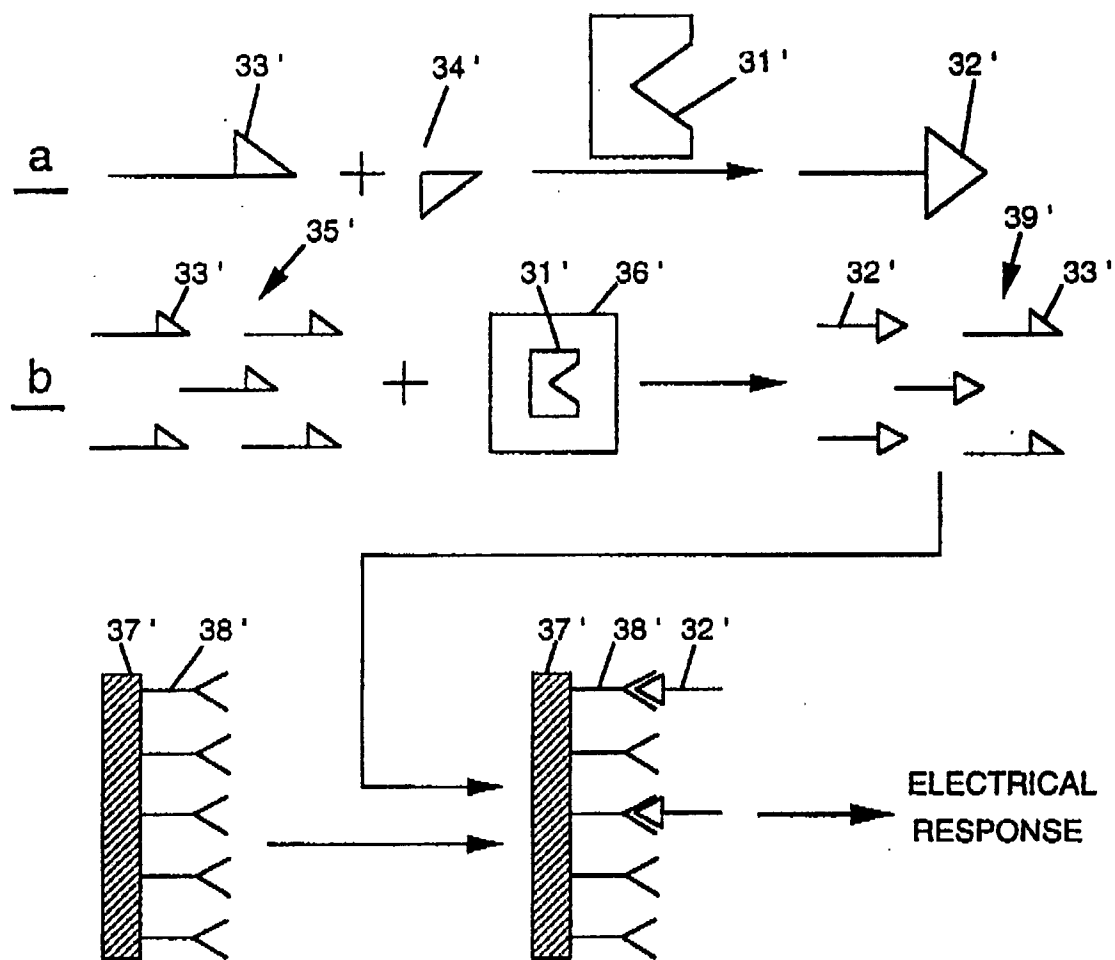 33' 34' 31' 32'
a + 
35' 39'
33' 31' 36' 32' 33'
b +
37' 38' 37' 38' 32'
ELECTRICAL
RESPONSE